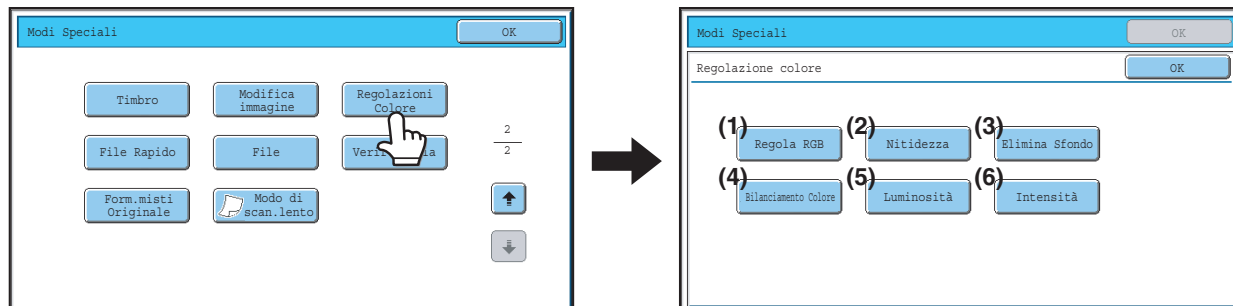 Modi Speciali
OK
Timbro
Modifica
immagine
Regolazioni
Colore
File Rapido
File
2
2
Form.misti
Originale
Modo di
scan.lento
Modi Speciali
OK
Regolazione colore
OK
(1)
Regola RGB
(2)
Nitidezza
(3)
Elimina Sfondo
(4)
Bilanciamento Colore
(5)
Luminosità
(6)
Intensità